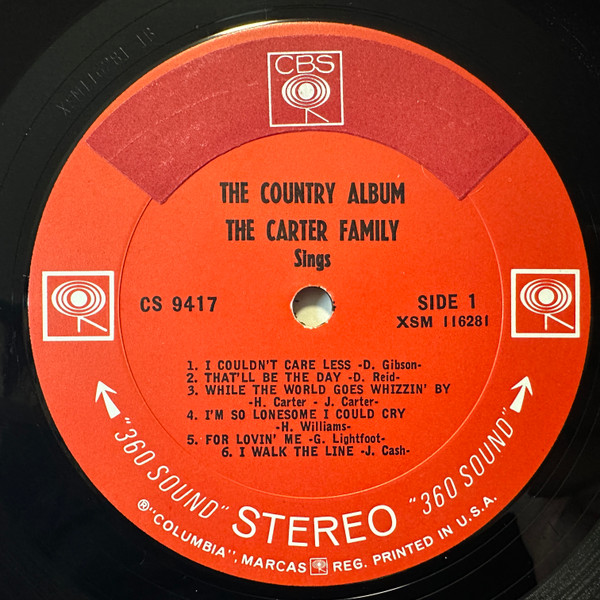 CBS
THE COUNTRY ALBUM
THE CARTER FAMILY
Sings
CS 9417
SIDE 1
XSM 116281
1. I COULDN'T CARE LESS -D. Gibson-
2. THAT'LL BE THE DAY -D. Reid-
3. WHILE THE WORLD GOES WHIZZIN' BY
-H. Carter - J. Carter-
4. I'M SO LONESOME I COULD CRY
-H. Williams-
5. FOR LOVIN' ME -G. Lightfoot-
6. I WALK THE LINE -J. Cash-
"360 SOUND" STEREO "360 SOUND"
® "COLUMBIA", MARCAS REG. PRINTED IN U.S.A.